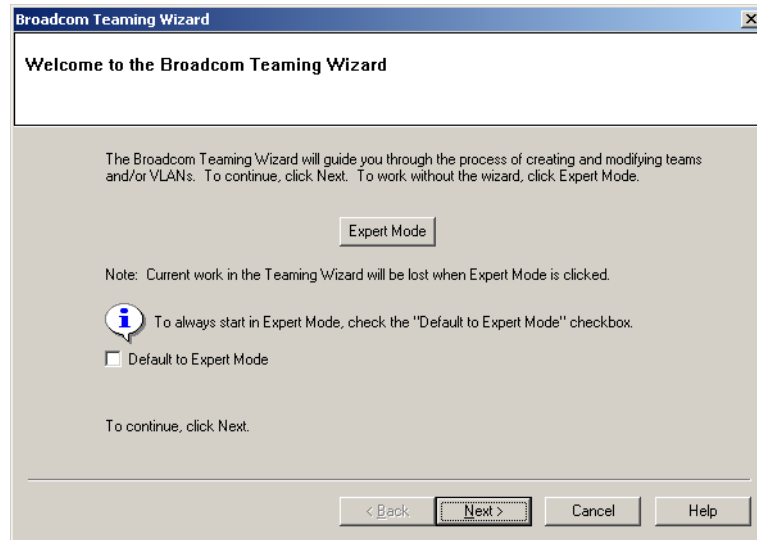 Broadcom Teaming Wizard
Welcome to the Broadcom Teaming Wizard
The Broadcom Teaming Wizard will guide you through the process of creating and modifying teams
and/or VLANs. To continue, click Next. To work without the wizard, click Expert Mode.
Expert Mode
Note: Current work in the Teaming Wizard will be lost when Expert Mode is clicked.
To always start in Expert Mode, check the "Default to Expert Mode" checkbox.
Default to Expert Mode
To continue, click Next.
< Back Next > Cancel Help